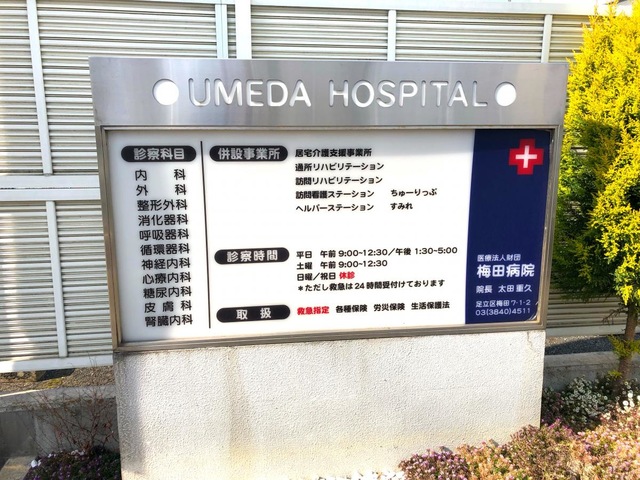 UMEDA HOSPITAL
診察科目
内 科
外 科
整形外科
消化器科
呼吸器科
循環器科
神経内科
心療内科
糖尿内科
皮膚科
腎臓内科
併設事業所
居宅介護支援事業所
通所リハビリテーション
訪問リハビリテーション
訪問看護ステーション ちゅーりっぷ
ヘルパーステーション すみれ
診察時間
平日 午前 9:00~12:30/午後 1:30~5:00
土曜 午前 9:00~12:30
日曜/祝日 休診
*ただし救急は24時間受付けております
取 扱
救急指定 各種保険 労災保険 生活保護法
医療法人財団
梅田病院
院長 太田重久
足立区梅田7-1-2
03(3840)4511